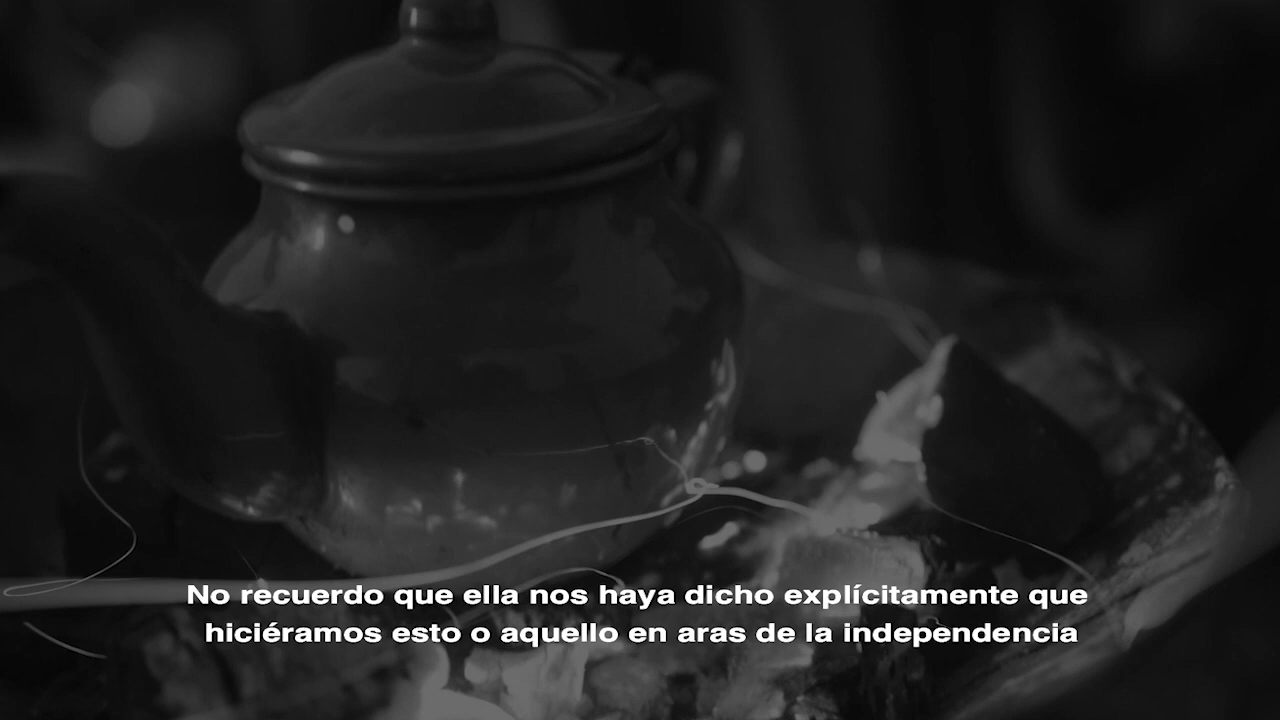 No recuerdo que ella nos haya dicho explícitamente que
hiciéramos esto o aquello en aras de la independencia